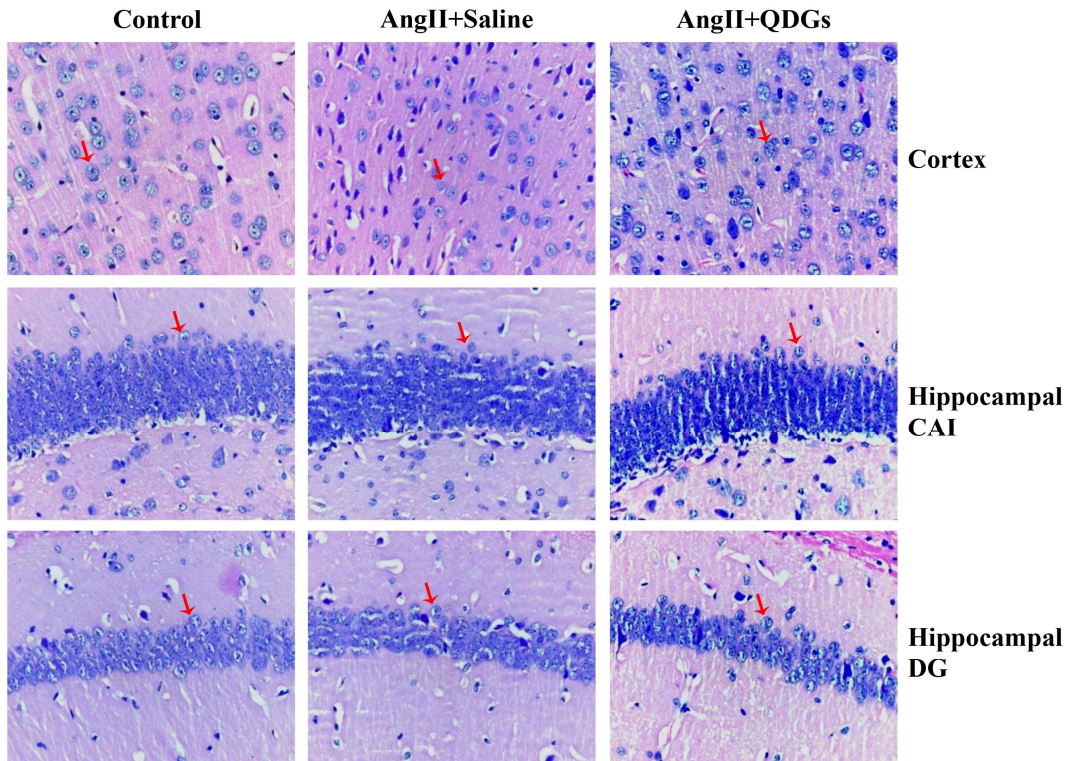 Control
AngII+Saline
AngII+QDGs
Cortex
Hippocampal
CAI
Hippocampal
DG